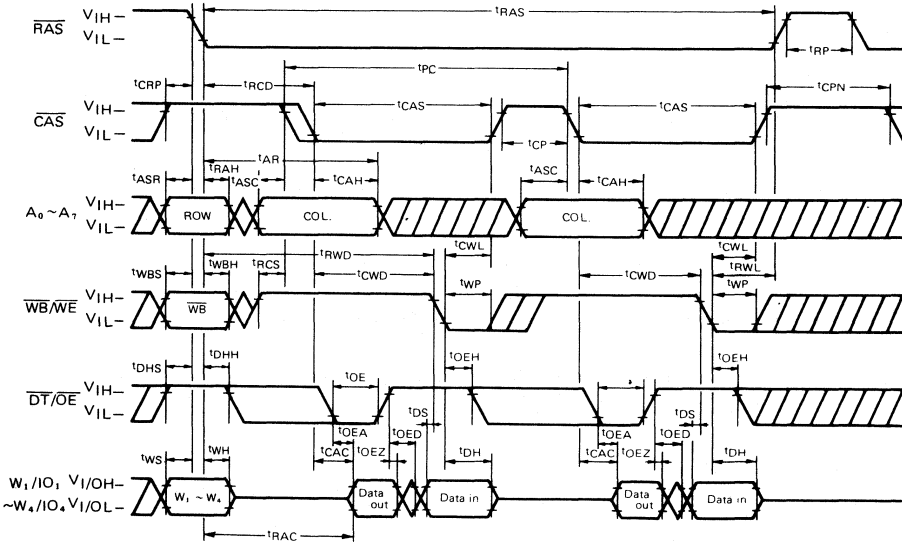 tRAS
RAS VIH
VIL
tRP
tPC
tCRP tRCD tCAS tCAS tCPN
CAS VIH
VIL
tCP
tAR
tASR tRAH tASC tCAH tASC tCAH
A0~A7 VIH
VIL
ROW COL. COL.
tRWD tCWL tCWL
tWBS tWBH tRCS tCWD tWP tCWD tRWL tWP
WB/WE VIH
VIL
WB
tDHS tDHH tOE tOEH tOEH
DT/OE VIH
VIL
tDS tDS
tOEA tOED tOEA tOED
tWS tWH tCAC tOEZ tDH tCAC tOEZ tDH
W1/IO1 VI/OH
~W4/IO4 VI/OL
W1 ~ W4 Data out Data in Data out Data in
tRAC